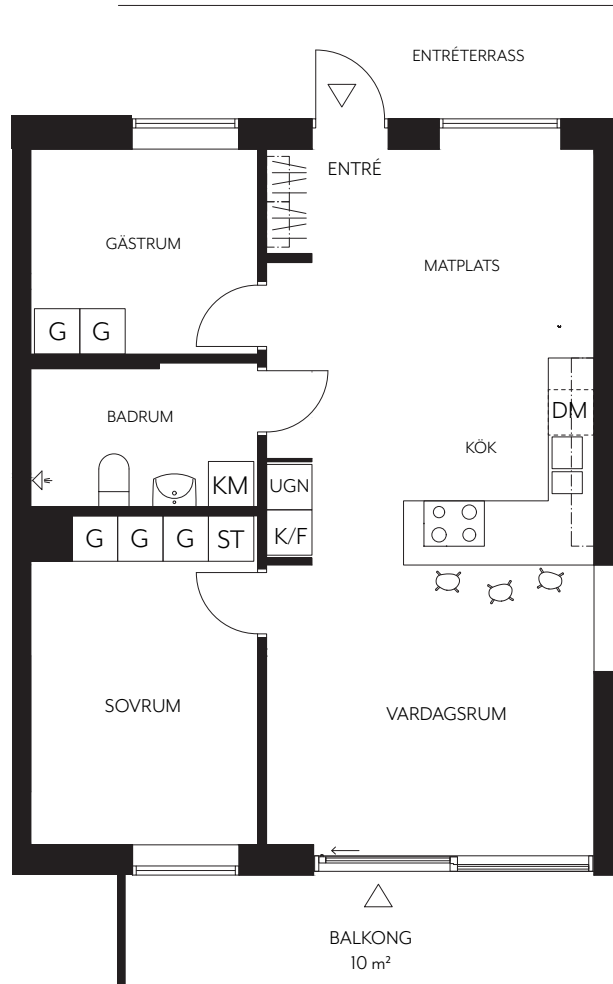 ENTRÉTERRASS
ENTRÉ
GÄSTRUM
MATPLATS
G G
BADRUM
DM
KÖK
KM
UGN
G G G ST
K/F
SOVRUM
VARDAGSRUM
BALKONG
10 m²